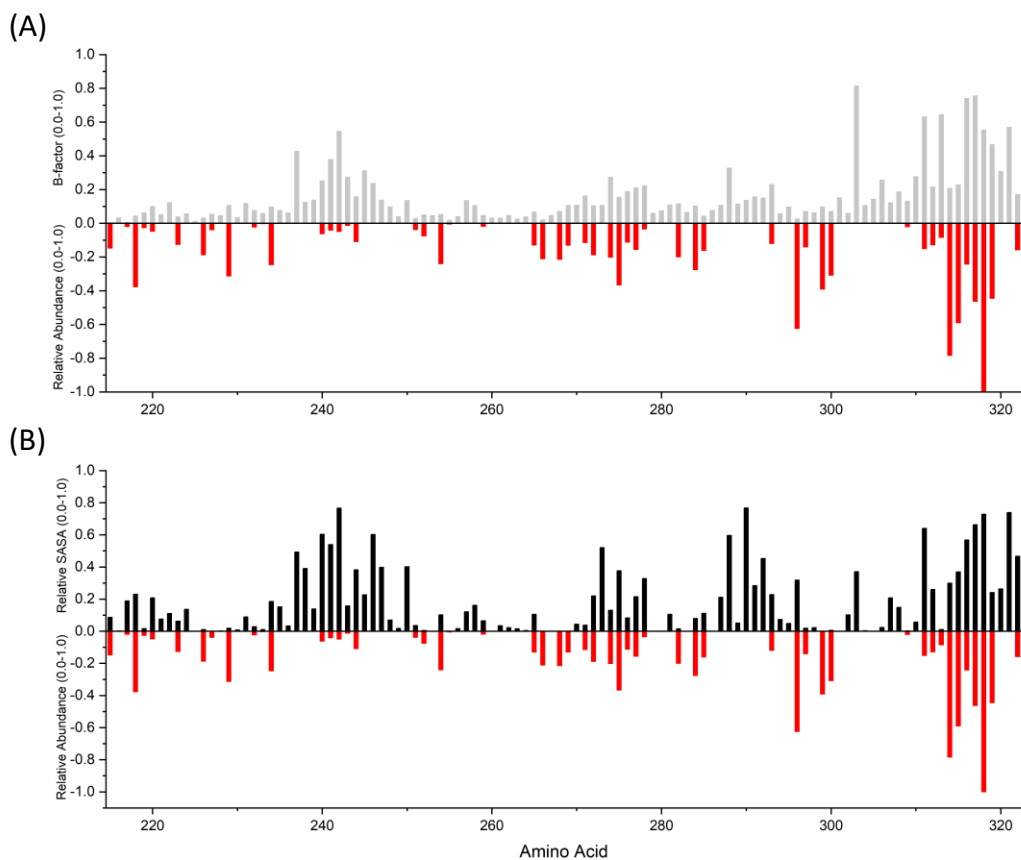 (A)
B-factor (0.0-1.0)
Relative Abundance (0.0-1.0)
1.0
0.8
0.6
0.4
0.2
0.0
-0.2
-0.4
-0.6
-0.8
-1.0
220 240 260 280 300 320
(B)
Relative SASA (0.0-1.0)
Relative Abundance (0.0-1.0)
1.0
0.8
0.6
0.4
0.2
0.0
-0.2
-0.4
-0.6
-0.8
-1.0
220 240 260 280 300 320
Amino Acid